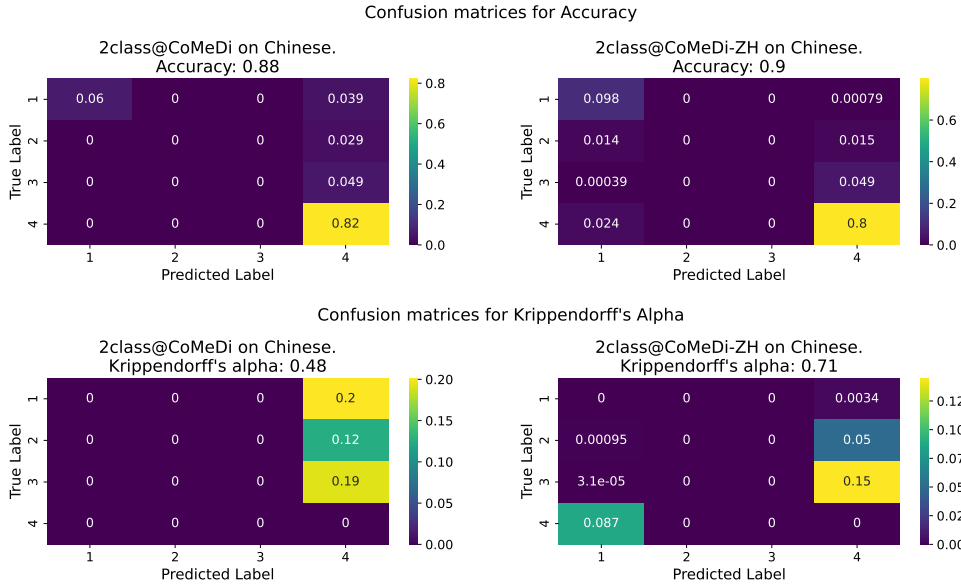 Confusion matrices for Accuracy
2class@CoMeDi on Chinese.
Accuracy: 0.88
True Label
1 0.06 0 0 0.039
2 0 0 0 0.029
3 0 0 0 0.049
4 0 0 0 0.82
1 2 3 4
Predicted Label
0.8
0.6
0.4
0.2
0.0
2class@CoMeDi-ZH on Chinese.
Accuracy: 0.9
True Label
1 0.098 0 0 0.00079
2 0.014 0 0 0.015
3 0.00039 0 0 0.049
4 0.024 0 0 0.8
1 2 3 4
Predicted Label
0.6
0.4
0.2
0.0
Confusion matrices for Krippendorff's Alpha
2class@CoMeDi on Chinese.
Krippendorff's alpha: 0.48
True Label
1 0 0 0 0.2
2 0 0 0 0.12
3 0 0 0 0.19
4 0 0 0 0
1 2 3 4
Predicted Label
0.20
0.15
0.10
0.05
0.00
2class@CoMeDi-ZH on Chinese.
Krippendorff's alpha: 0.71
True Label
1 0 0 0 0.0034
2 0.00095 0 0 0.05
3 3.1e-05 0 0 0.15
4 0.087 0 0 0
1 2 3 4
Predicted Label